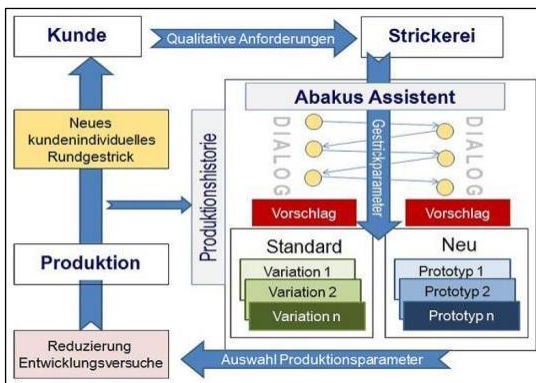 Kunde
Qualitative Anforderungen
Strickerei
Abakus Assistent
Neues
kundenindividuelles
Rundgestrick
Produktionshistorie
DIALOG
Gestrickparameter
DIALOG
Vorschlag
Vorschlag
Produktion
Standard
Variation 1
Variation 2
Variation n
Neu
Prototyp 1
Prototyp 2
Prototyp n
Reduzierung
Entwicklungsversuche
Auswahl Produktionsparameter